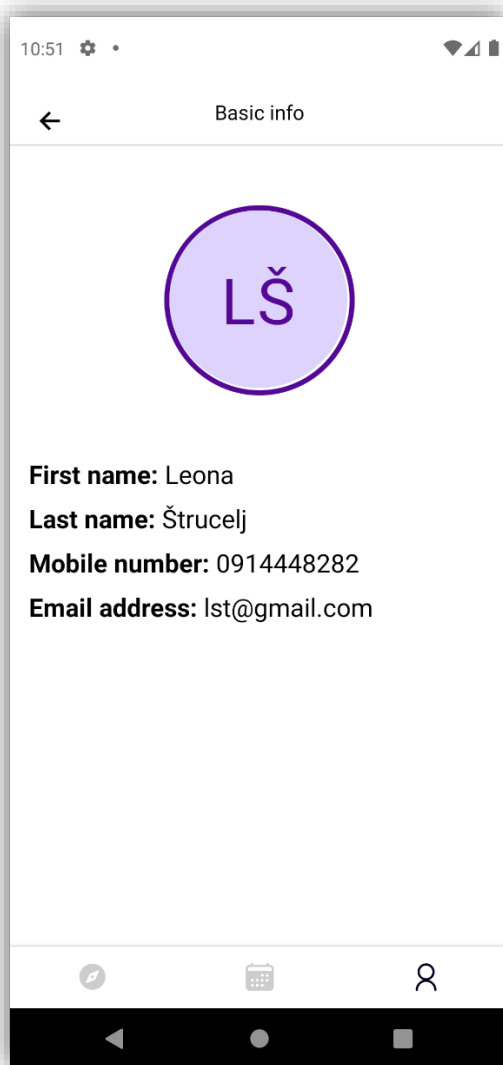 10:51
Basic info
LŠ
First name: Leona
Last name: Štrucelj
Mobile number: 0914448282
Email address: lst@gmail.com